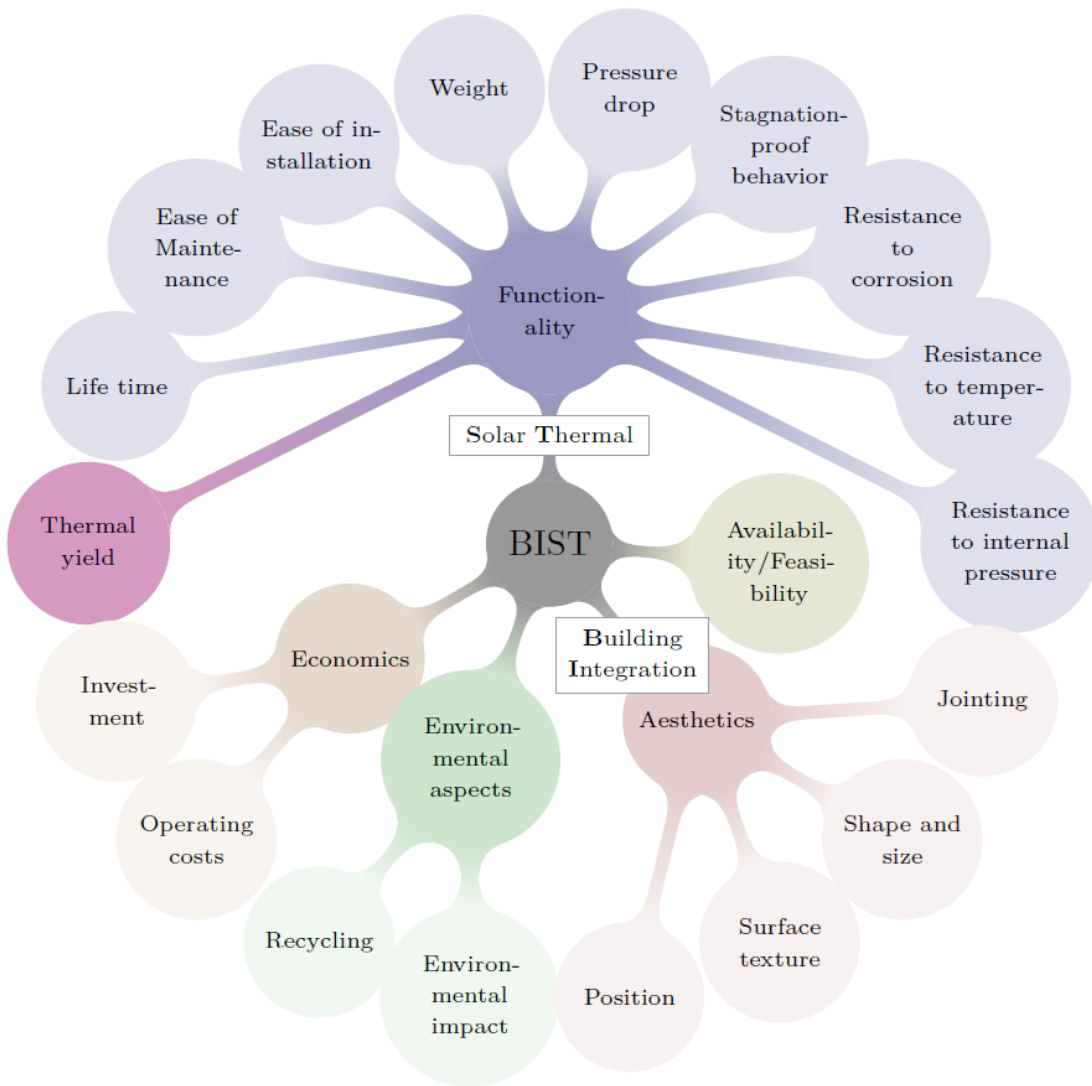 Weight
Pressure
drop
Ease of in-
stallation
Stagnation-
proof
behavior
Ease of
Mainte-
nance
Resistance
to
corrosion
Function-
ality
Life time
Resistance
to temper-
ature
Solar Thermal
Thermal
yield
BIST
Availabil-
ity/Feasi-
bility
Resistance
to internal
pressure
Building
Integration
Economics
Invest-
ment
Environ-
mental
aspects
Aesthetics
Jointing
Operating
costs
Shape and
size
Recycling
Surface
texture
Environ-
mental
impact
Position